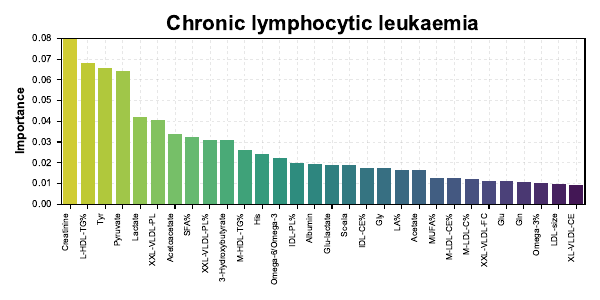 Chronic lymphocytic leukaemia
Importance
0.08
0.07
0.06
0.05
0.04
0.03
0.02
0.01
0.00
Creatinine
L-HDL-TG%
Tyr
Pyruvate
Lactate
XXL-VLDL-PL
Acetoacetate
SFA%
XXL-VLDL-PL%
3-Hydroxybutyrate
M-HDL-TG%
His
Omega-6/Omega-3
IDL-PL%
Albumin
Glu-lactate
IDL-CE%
Gly
LA%
Acetate
MUFA%
M-LDL-CE%
M-LDL-C%
XXL-VLDL-FC
Glu
Gln
Omega-3%
LDL-size
XL-VLDL-CE